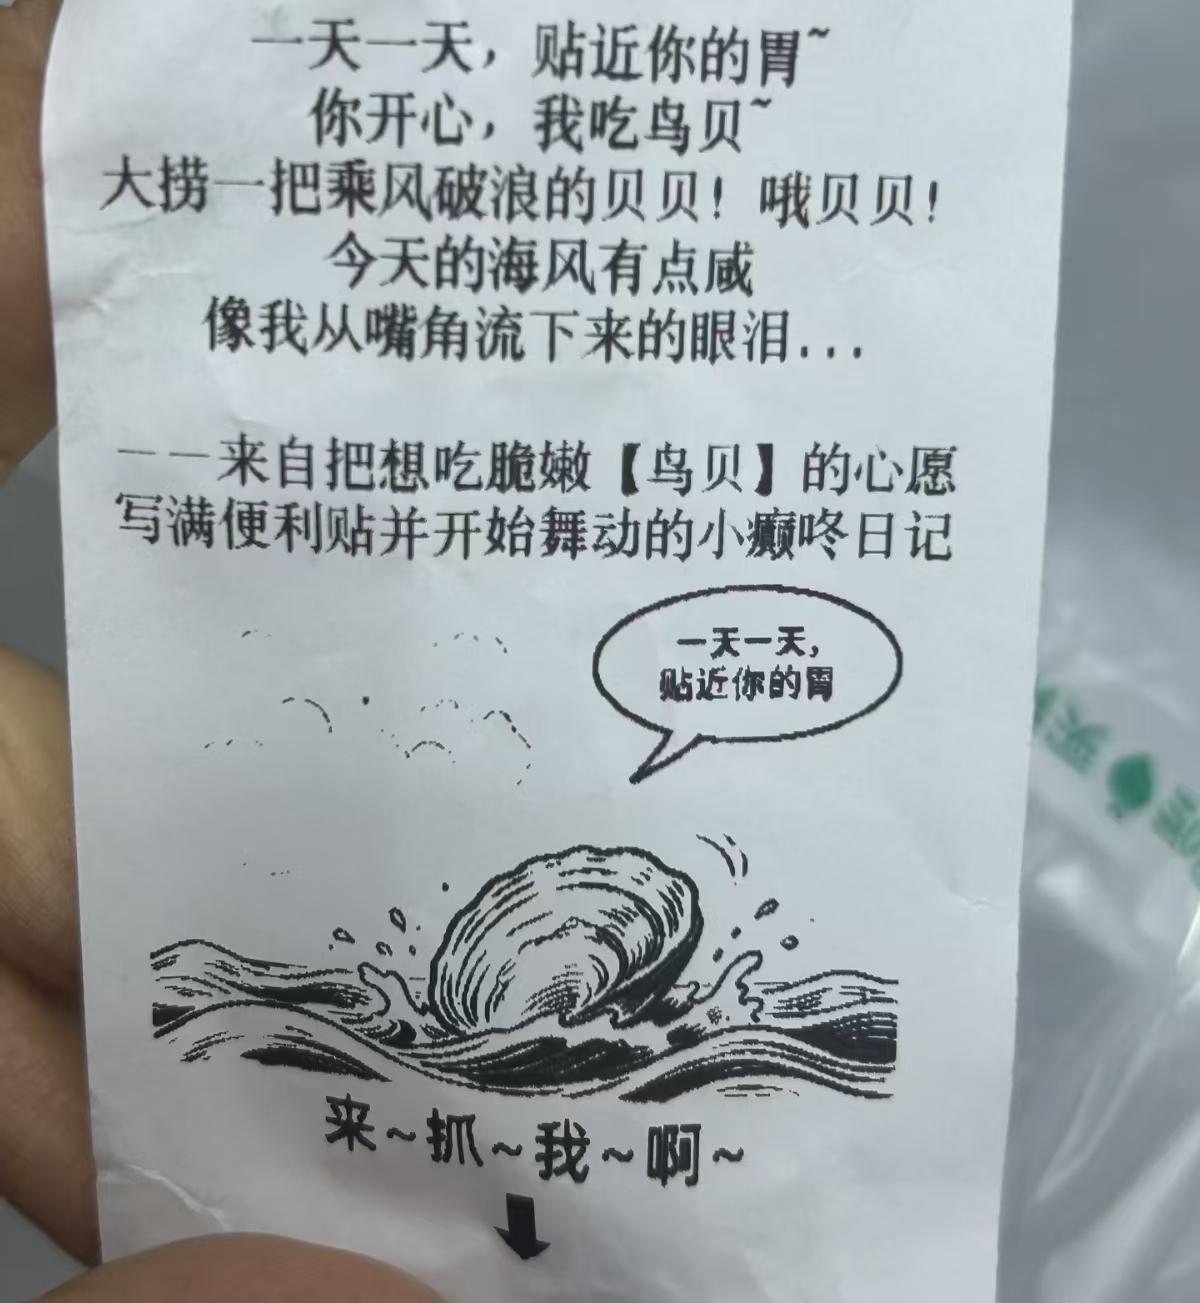 一天一天，贴近你的胃~
你开心，我吃鸟贝~
大捞一把乘风破浪的贝贝！哦贝贝！
今天的海风有点咸
像我从嘴角流下来的眼泪...
——来自把想吃脆嫩【鸟贝】的心愿
写满便利贴并开始舞动的小癫咚日记
一天一天，
贴近你的胃
来~抓~我~啊~